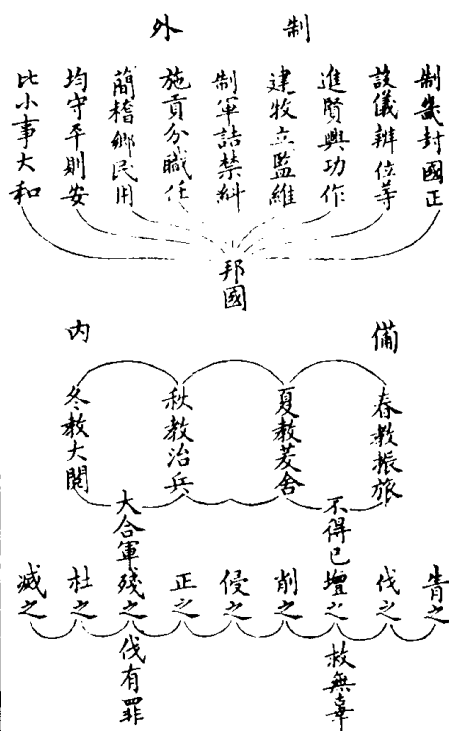 制外
制畿封國正
設儀辨位等
進賢興功作
建牧立監維
制軍詰禁糾
施貢分職任
簡稽鄉民用
均守平則安
比小事大和
邦國
備内
春教振旅
夏教茇舍
秋教治兵
冬教大閱
不得已
大合軍
眚之
伐之
壇之
削之
侵之
正之
殘之
杜之
滅之
救無辜
伐有罪